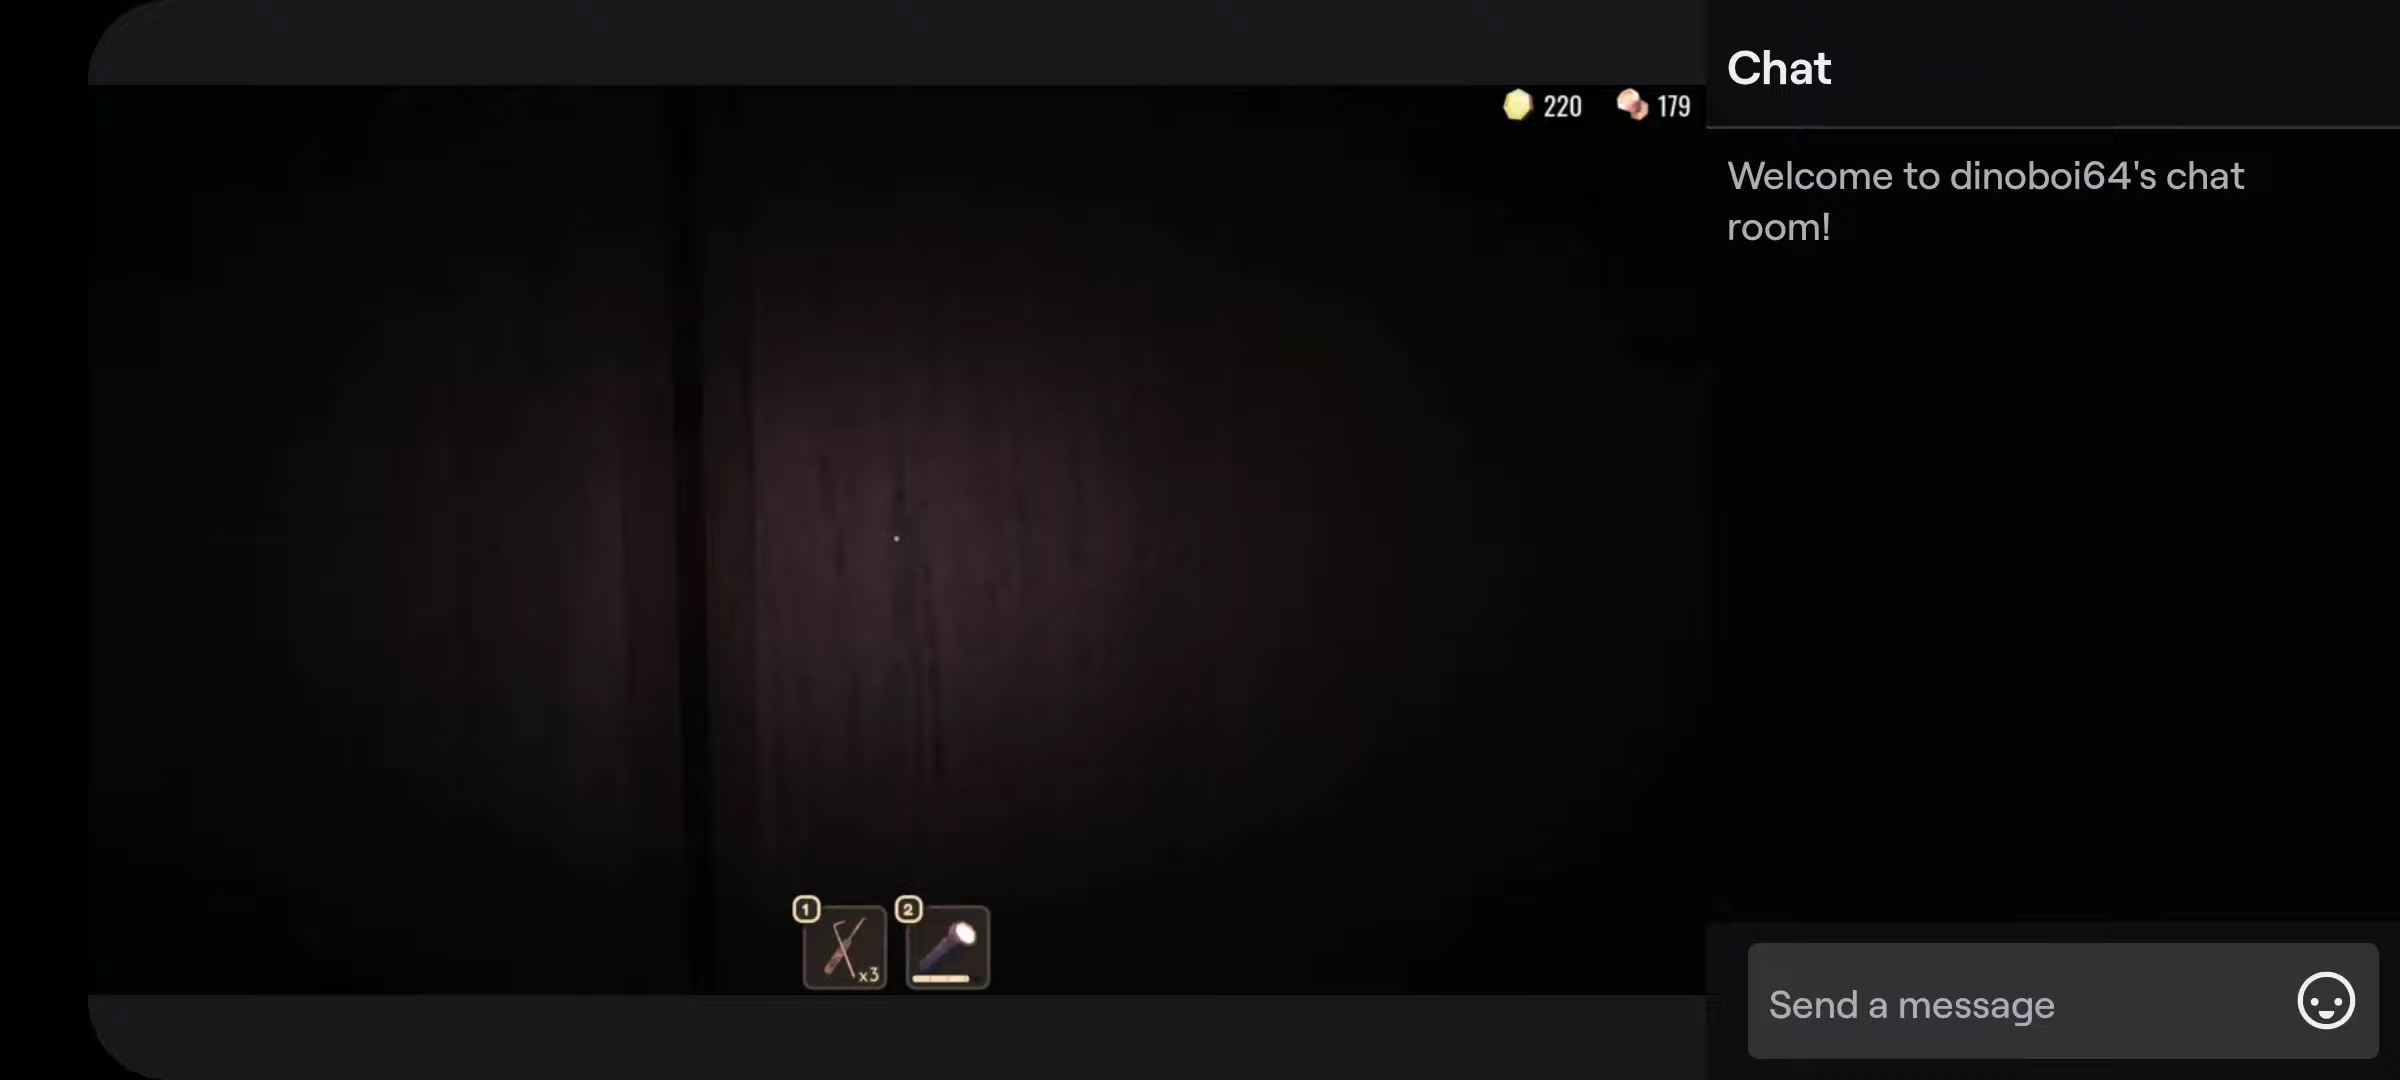 220 179
Chat
Welcome to dinoboi64's chat
room!
1 2
x3
Send a message